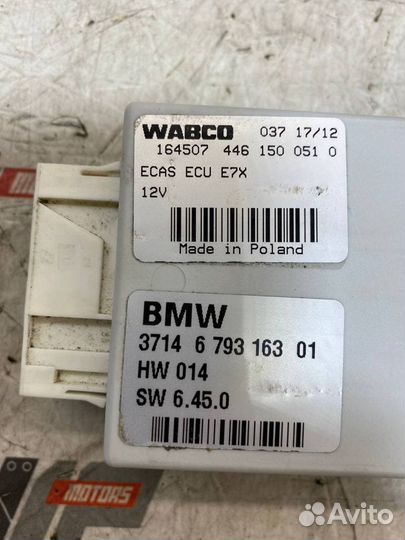 WABCO 037 17/12
164507 446 150 051 0
ECAS ECU E7X
12V
Made in Poland
BMW
3714 6 793 163 01
HW 014
SW 6.45.0
MOTORS
Avito